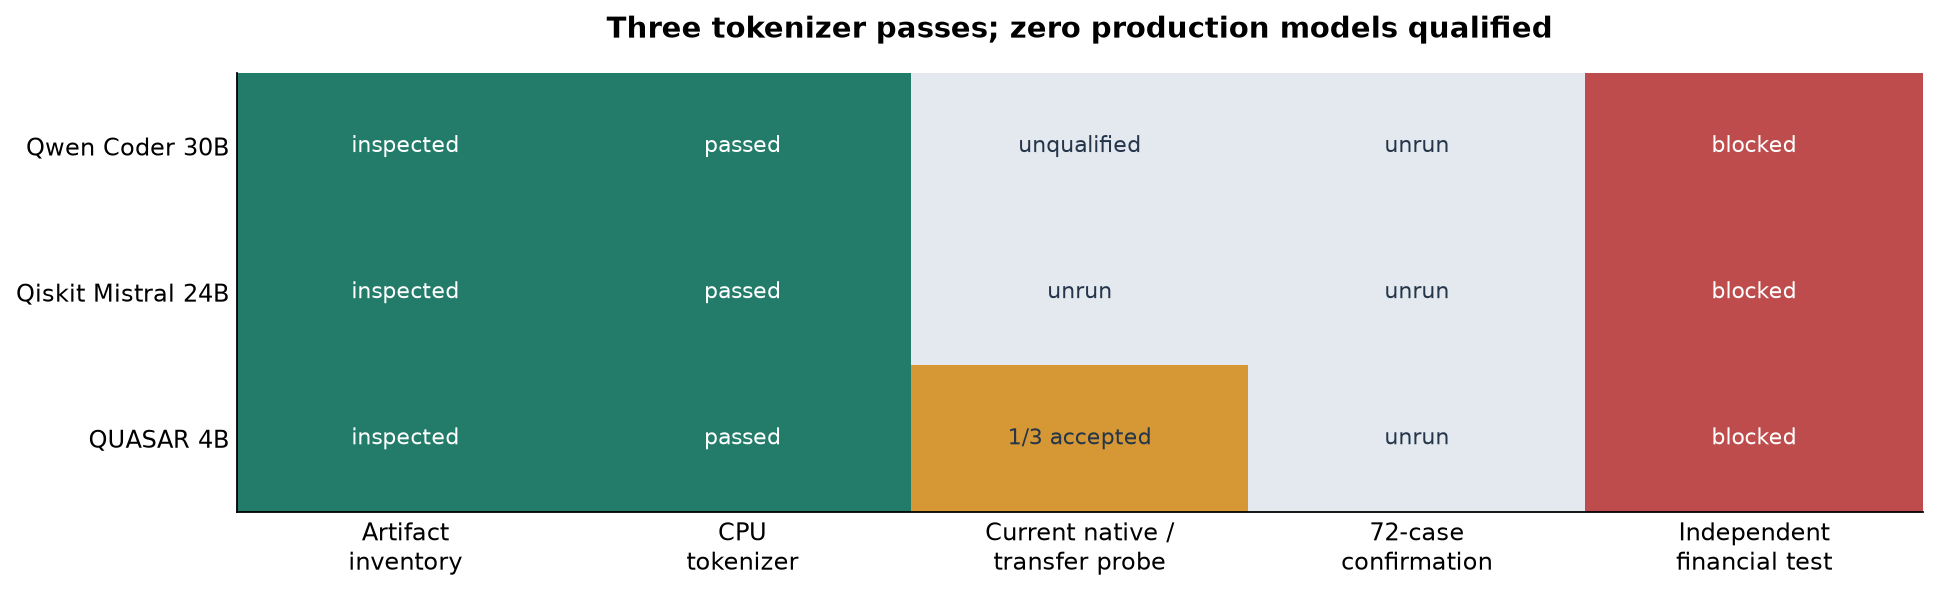 Three tokenizer passes; zero production models qualified
Qwen Coder 30B
inspected
passed
unqualified
unrun
blocked
Qiskit Mistral 24B
inspected
passed
unrun
unrun
blocked
QUASAR 4B
inspected
passed
1/3 accepted
unrun
blocked
Artifact
inventory
CPU
tokenizer
Current native /
transfer probe
72-case
confirmation
Independent
financial test